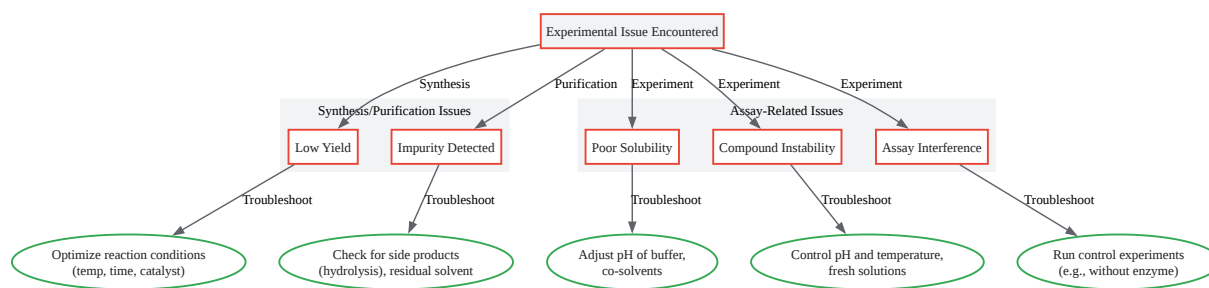 Experimental Issue Encountered
Synthesis
Purification
Experiment
Experiment
Experiment
Synthesis/Purification Issues
Assay-Related Issues
Low Yield
Impurity Detected
Poor Solubility
Compound Instability
Assay Interference
Troubleshoot
Troubleshoot
Troubleshoot
Troubleshoot
Troubleshoot
Optimize reaction conditions
(temp, time, catalyst)
Check for side products
(hydrolysis), residual solvent
Adjust pH of buffer,
co-solvents
Control pH and temperature,
fresh solutions
Run control experiments
(e.g., without enzyme)